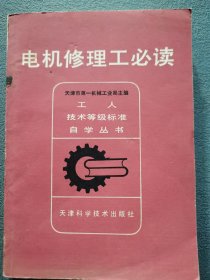 电机修理工必读
天津市第一机械工业局主编
工人
技术等级标准
自学丛书
天津科学技术出版社